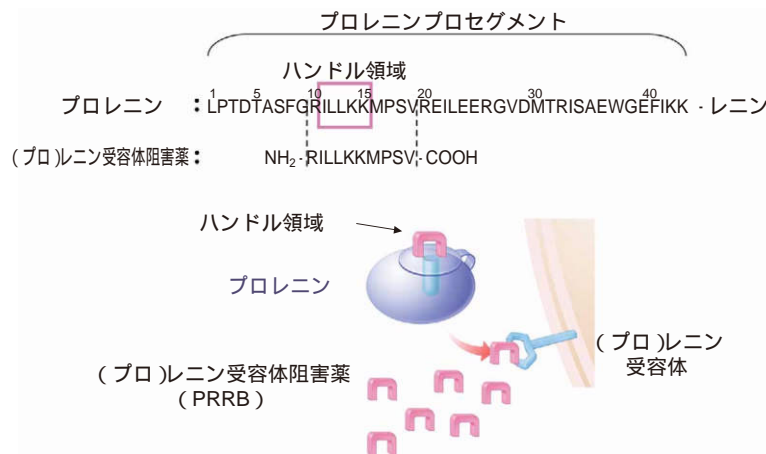 プロレニンプロセグメント
ハンドル領域
1 5 10 15 20 30 40
プロレニン : LPTDTASFGRILLKKMPSVREILEERGVDMTRISAEWGEFIKK - レニン
(プロ)レニン受容体阻害薬 : NH₂-RILLKKMPSV-COOH
ハンドル領域
プロレニン
(プロ)レニン
受容体
(プロ)レニン受容体阻害薬
(PRRB)